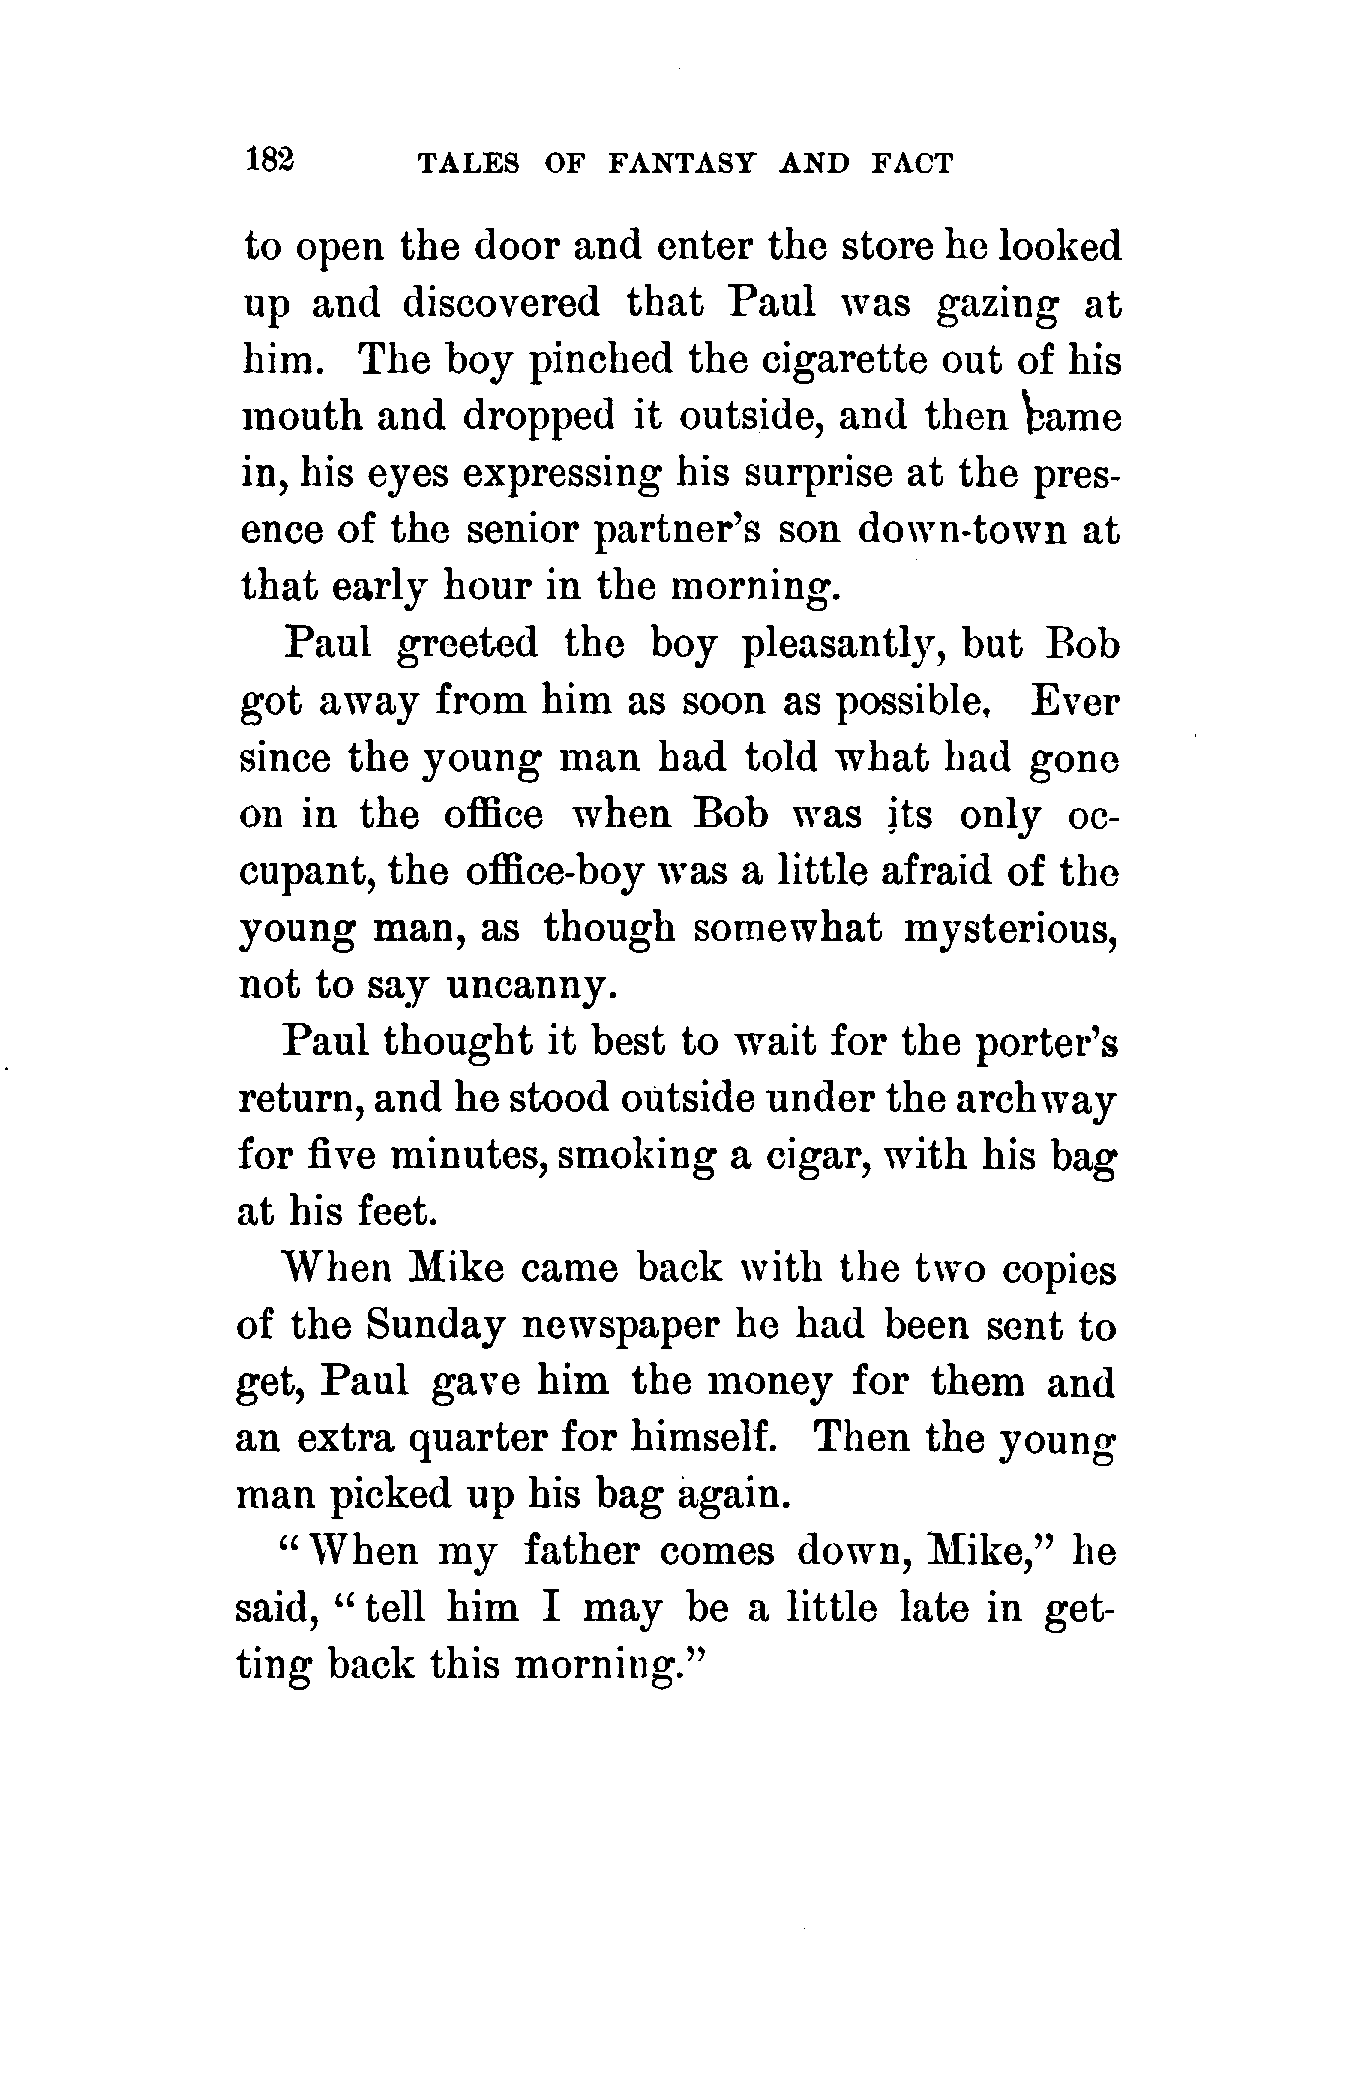 182 TALES OF FANTASY AND FACT
to open the door and enter the store he looked
up and discovered that Paul was gazing at
him. The boy pinched the cigarette out of his
mouth and dropped it outside, and then came
in, his eyes expressing his surprise at the pres-
ence of the senior partner's son down-town at
that early hour in the morning.
Paul greeted the boy pleasantly, but Bob
got away from him as soon as possible. Ever
since the young man had told what had gone
on in the office when Bob was its only oc-
cupant, the office-boy was a little afraid of the
young man, as though somewhat mysterious,
not to say uncanny.
Paul thought it best to wait for the porter's
return, and he stood outside under the archway
for five minutes, smoking a cigar, with his bag
at his feet.
When Mike came back with the two copies
of the Sunday newspaper he had been sent to
get, Paul gave him the money for them and
an extra quarter for himself. Then the young
man picked up his bag again.
"When my father comes down, Mike," he
said, "tell him I may be a little late in get-
ting back this morning."